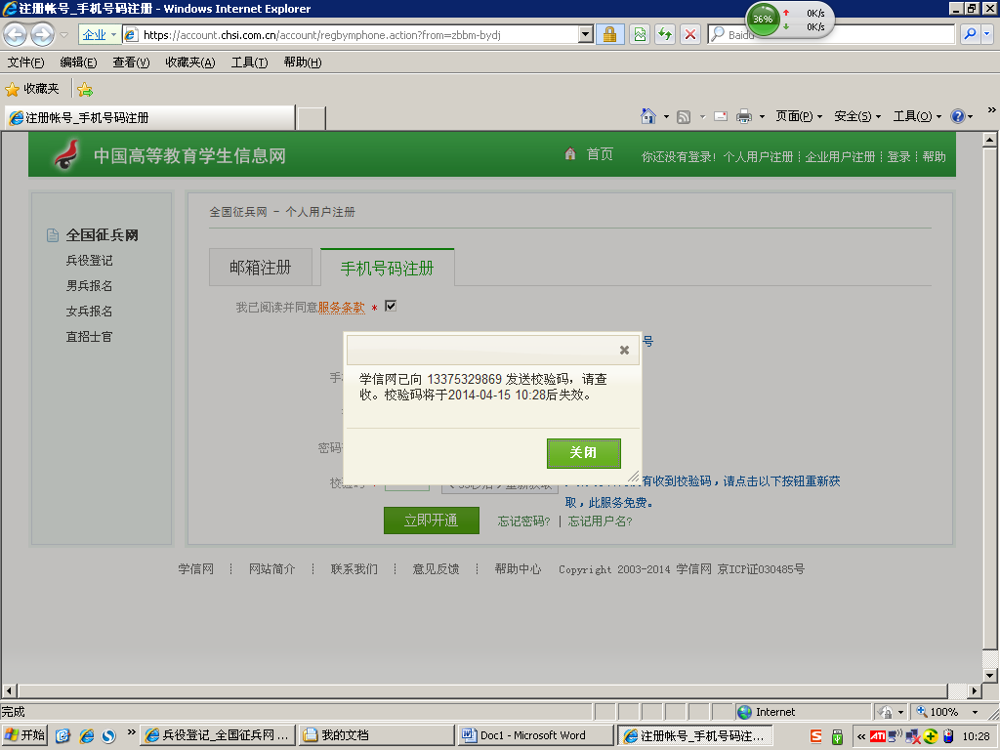 注册帐号_手机号码注册 - Windows Internet Explorer
36% 0K/s
0K/s
企业 https://account.chsi.com.cn/account/regbymphone.action?from=zbbm-bydj Baid
文件(F) 编辑(E) 查看(V) 收藏夹(A) 工具(T) 帮助(H)
收藏夹
注册帐号_手机号码注册
页面(P) 安全(S) 工具(O) »
中国高等教育学生信息网
首页 你还没有登录! 个人用户注册 | 企业用户注册 | 登录 | 帮助
全国征兵网
兵役登记
男兵报名
女兵报名
直招士官
全国征兵网 - 个人用户注册
邮箱注册 手机号码注册
我已阅读并同意服务条款 *
号
手
学信网已向 13375329869 发送校验码，请查
收。校验码将于2014-04-15 10:28后失效。
关闭
密码
校验
有收到校验码，请点击以下按钮重新获
取，此服务免费。
立即开通 忘记密码? | 忘记用户名?
学信网 ┊ 网站简介 ┊ 联系我们 ┊ 意见反馈 ┊ 帮助中心 Copyright 2003-2014 学信网 京ICP证030485号
完成 Internet 100%
开始 » 兵役登记_全国征兵网 ... 我的文档 Doc1 - Microsoft Word 注册帐号_手机号码注... « ATI 10:28